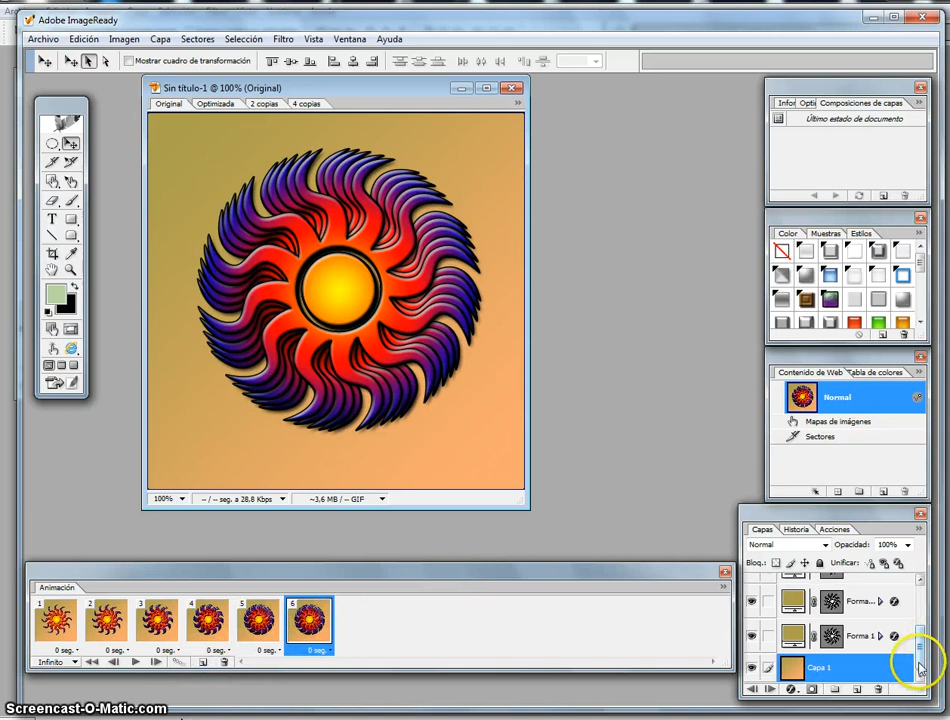 Adobe ImageReady
Archivo Edición Imagen Capa Sectores Selección Filtro Vista Ventana Ayuda
Mostrar cuadro de transformación
Sin título-1 @ 100% (Original)
Original Optimizada 2 copias 4 copias
100% -- / -- seg. a 28,8 Kbps ~3,6 MB / -- GIF
Composiciones de capas
Último estado de documento
Color Muestras Estilos
Contenido de Web Tabla de colores
Normal
Mapas de imágenes
Sectores
Capas Historia Acciones
Normal Opacidad: 100%
Bloq.: Unificar:
Forma...
Forma 1
Capa 1
Animación
1 2 3 4 5 6
0 seg. 0 seg. 0 seg. 0 seg. 0 seg. 0 seg.
Infinito
Screencast-O-Matic.com